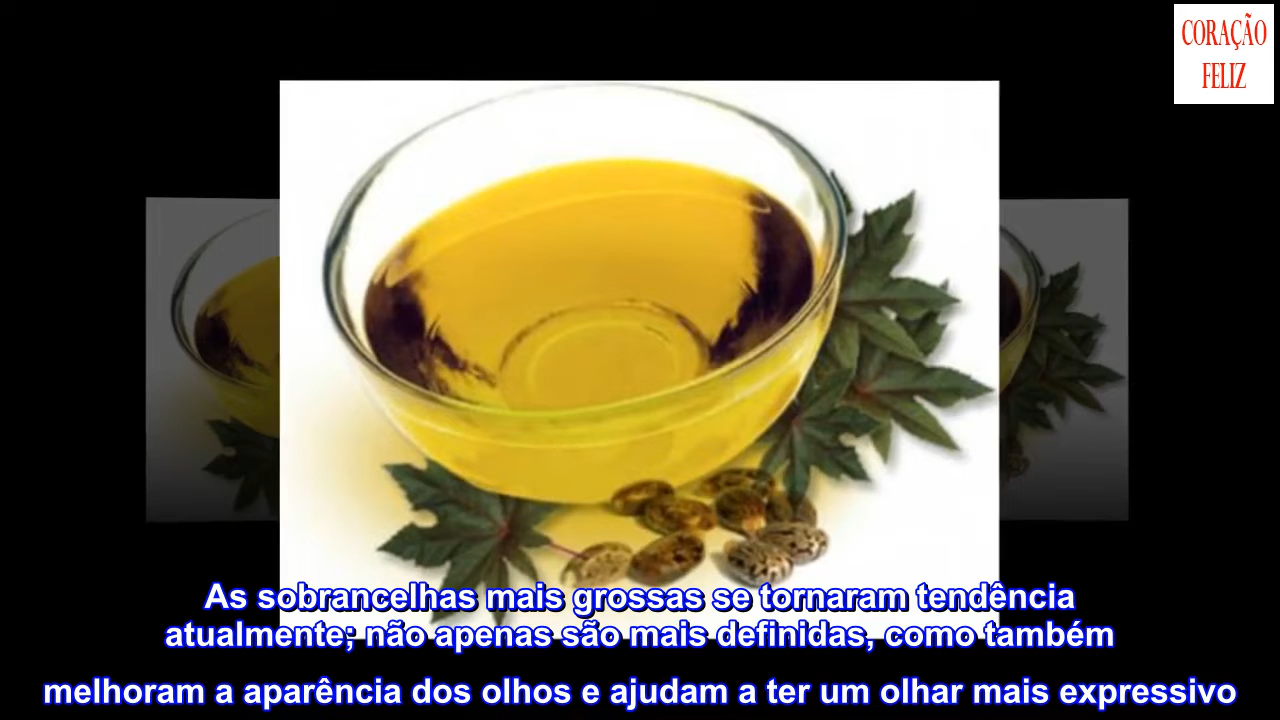 CORAÇÃO
FELIZ
As sobrancelhas mais grossas se tornaram tendência
atualmente; não apenas são mais definidas, como também
melhoram a aparência dos olhos e ajudam a ter um olhar mais expressivo